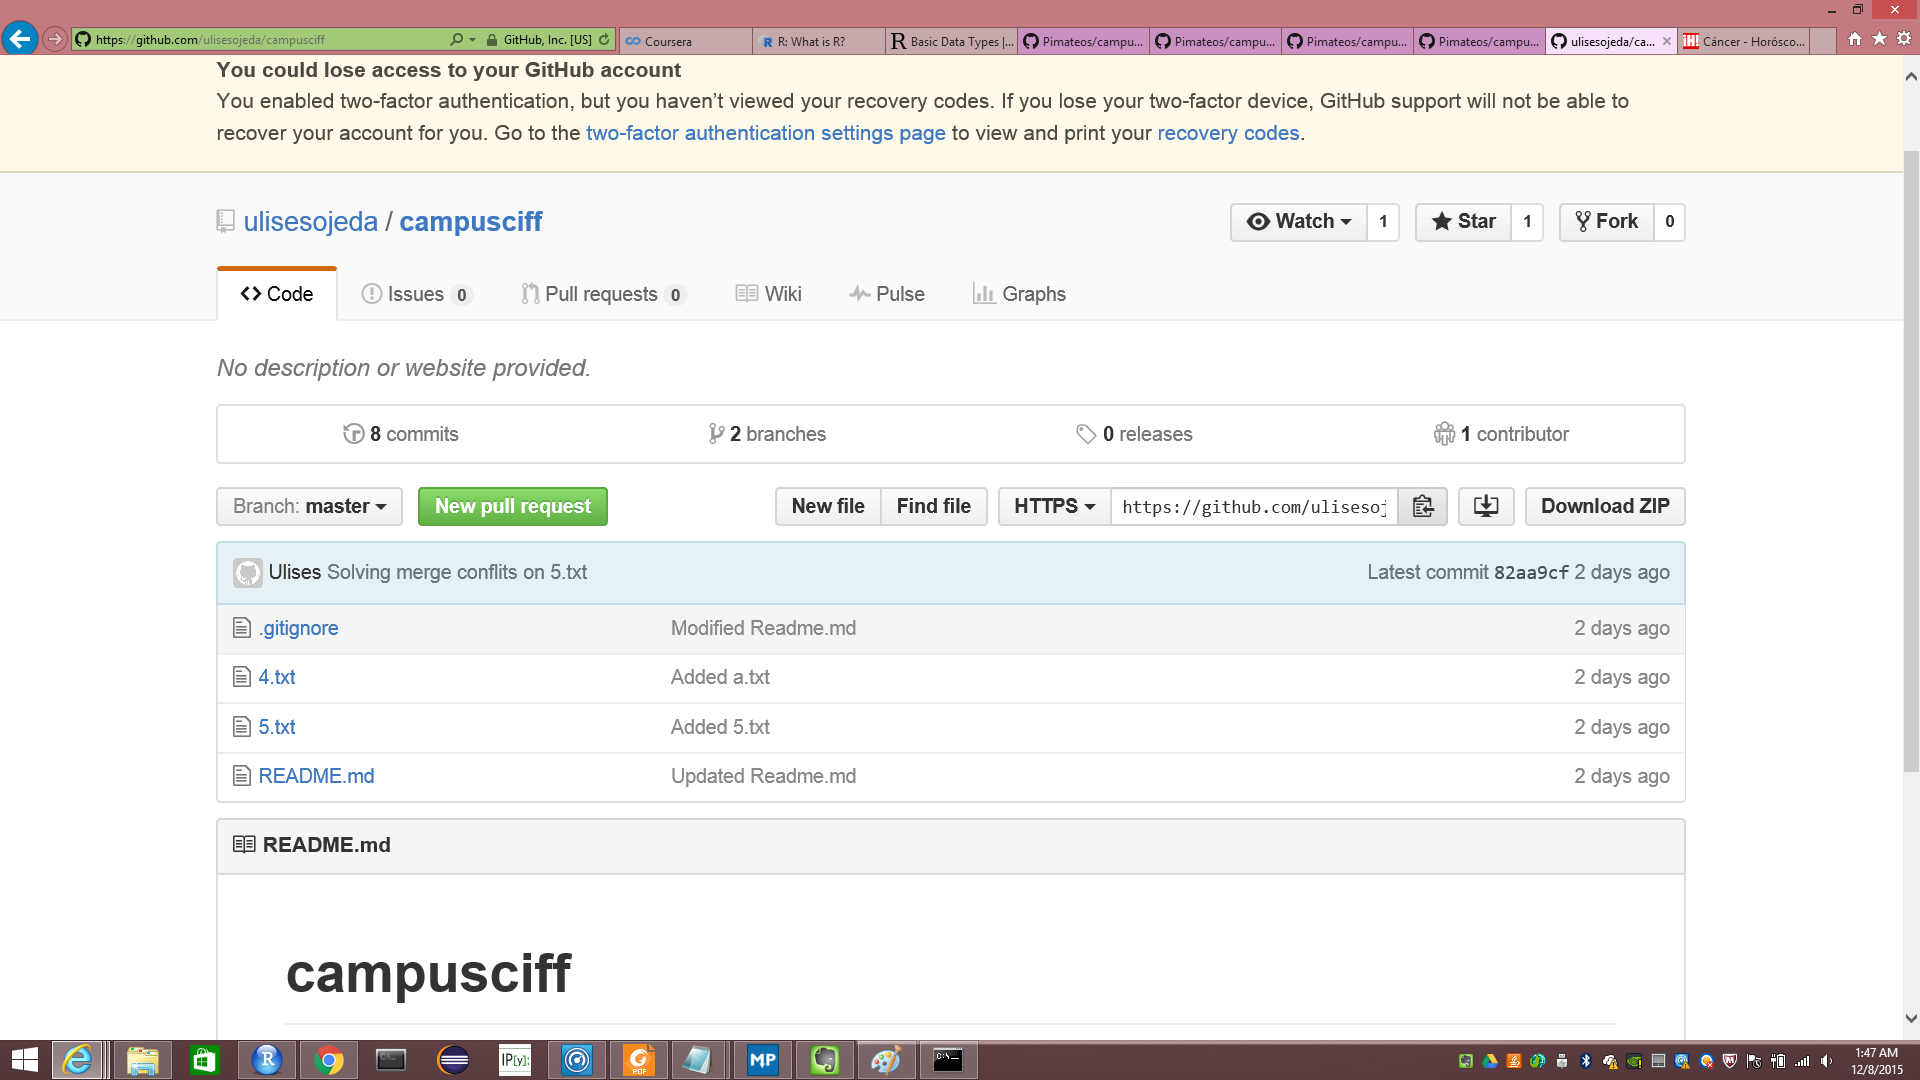 https://github.com/ulisesojeda/campusciff
GitHub, Inc. [US]
Coursera
R: What is R?
Basic Data Types |...
Pimateos/campu...
Pimateos/campu...
Pimateos/campu...
Pimateos/campu...
ulisesojeda/ca...
Cáncer - Horósco...
You could lose access to your GitHub account
You enabled two-factor authentication, but you haven’t viewed your recovery codes. If you lose your two-factor device, GitHub support will not be able to
recover your account for you. Go to the two-factor authentication settings page to view and print your recovery codes.
ulisesojeda / campusciff
Watch 1
Star 1
Fork 0
Code
Issues 0
Pull requests 0
Wiki
Pulse
Graphs
No description or website provided.
8 commits
2 branches
0 releases
1 contributor
Branch: master
New pull request
New file
Find file
HTTPS
https://github.com/ulisesoj
Download ZIP
Ulises Solving merge conflits on 5.txt
Latest commit 82aa9cf 2 days ago
.gitignore Modified Readme.md 2 days ago
4.txt Added a.txt 2 days ago
5.txt Added 5.txt 2 days ago
README.md Updated Readme.md 2 days ago
README.md
campusciff
R
IP[y]:
PDF
MP
C:\
1:47 AM
12/8/2015